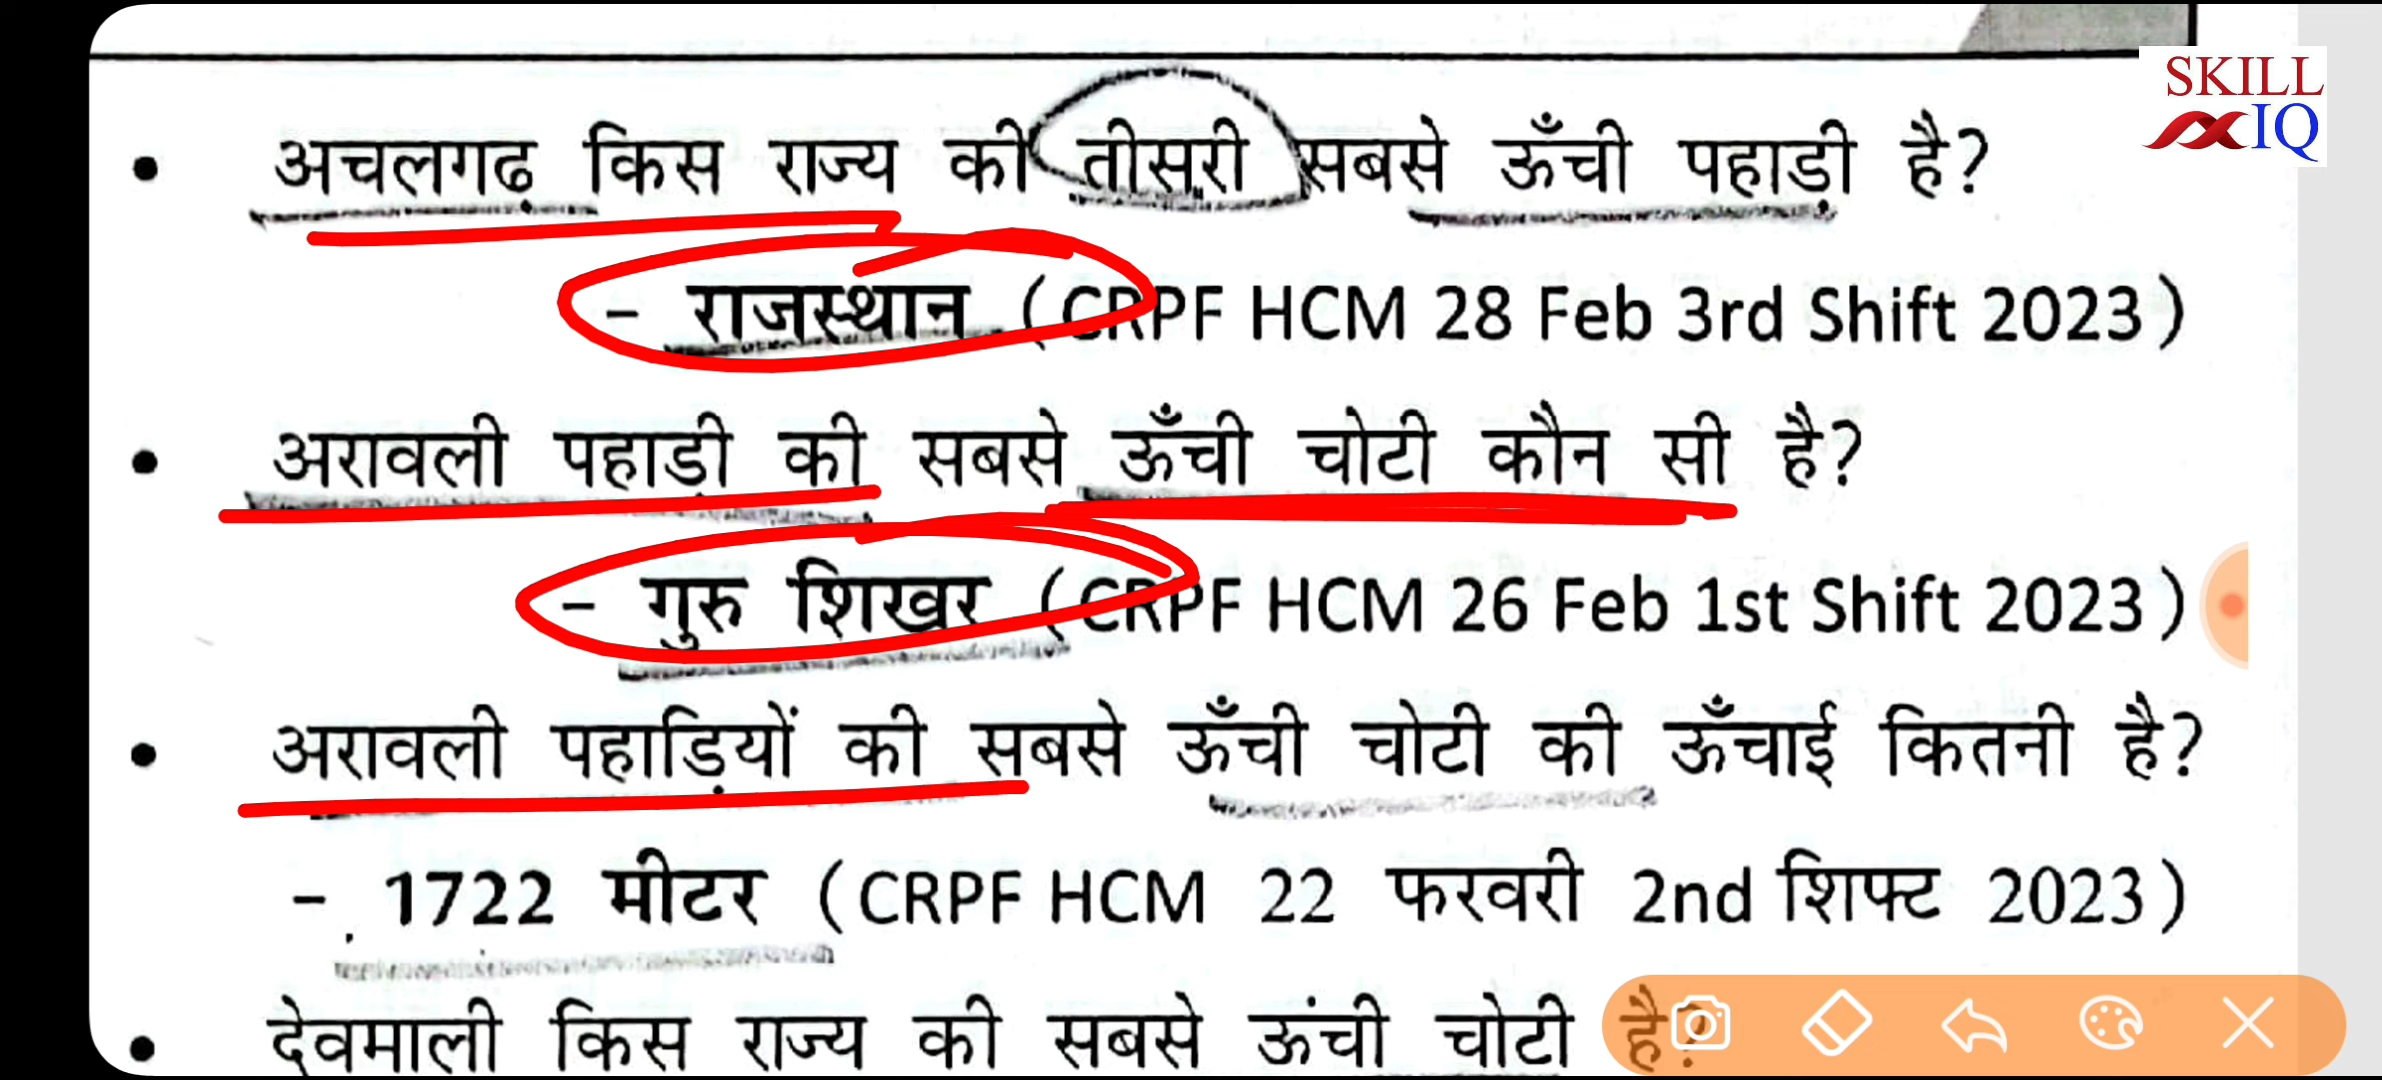 SKILL
IQ
• अचलगढ़ किस राज्य की तीसरी सबसे ऊँची पहाड़ी है?
– राजस्थान (CRPF HCM 28 Feb 3rd Shift 2023)
• अरावली पहाड़ी की सबसे ऊँची चोटी कौन सी है?
– गुरु शिखर (CRPF HCM 26 Feb 1st Shift 2023)
• अरावली पहाड़ियों की सबसे ऊँची चोटी की ऊँचाई कितनी है?
– 1722 मीटर (CRPF HCM 22 फरवरी 2nd शिफ्ट 2023)
• देवमाली किस राज्य की सबसे ऊंची चोटी है?